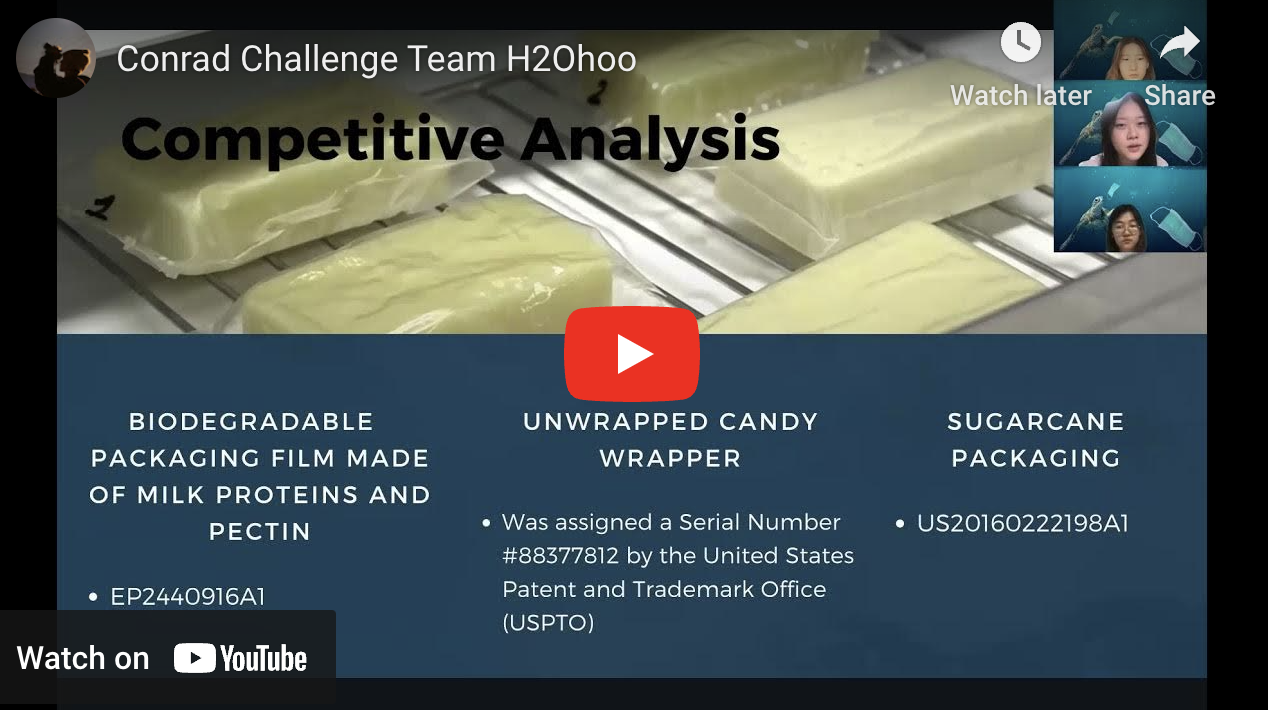 Conrad Challenge Team H2Ohoo
Watch later
Share
Competitive Analysis
BIODEGRADABLE
PACKAGING FILM MADE
OF MILK PROTEINS AND
PECTIN
• EP2440916A1
UNWRAPPED CANDY
WRAPPER
• Was assigned a Serial Number
#88377812 by the United States
Patent and Trademark Office
(USPTO)
SUGARCANE
PACKAGING
• US20160222198A1
Watch on YouTube